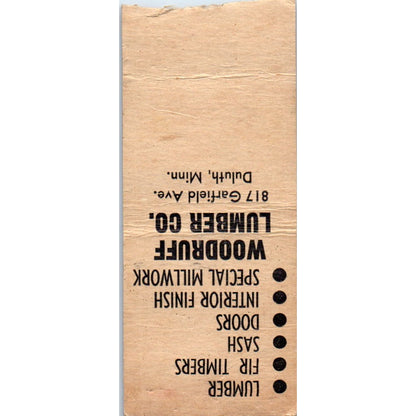 ● LUMBER
● FIR TIMBERS
● SASH
● DOORS
● INTERIOR FINISH
● SPECIAL MILLWORK
WOODRUFF
LUMBER CO.
817 Garfield Ave.
Duluth, Minn.